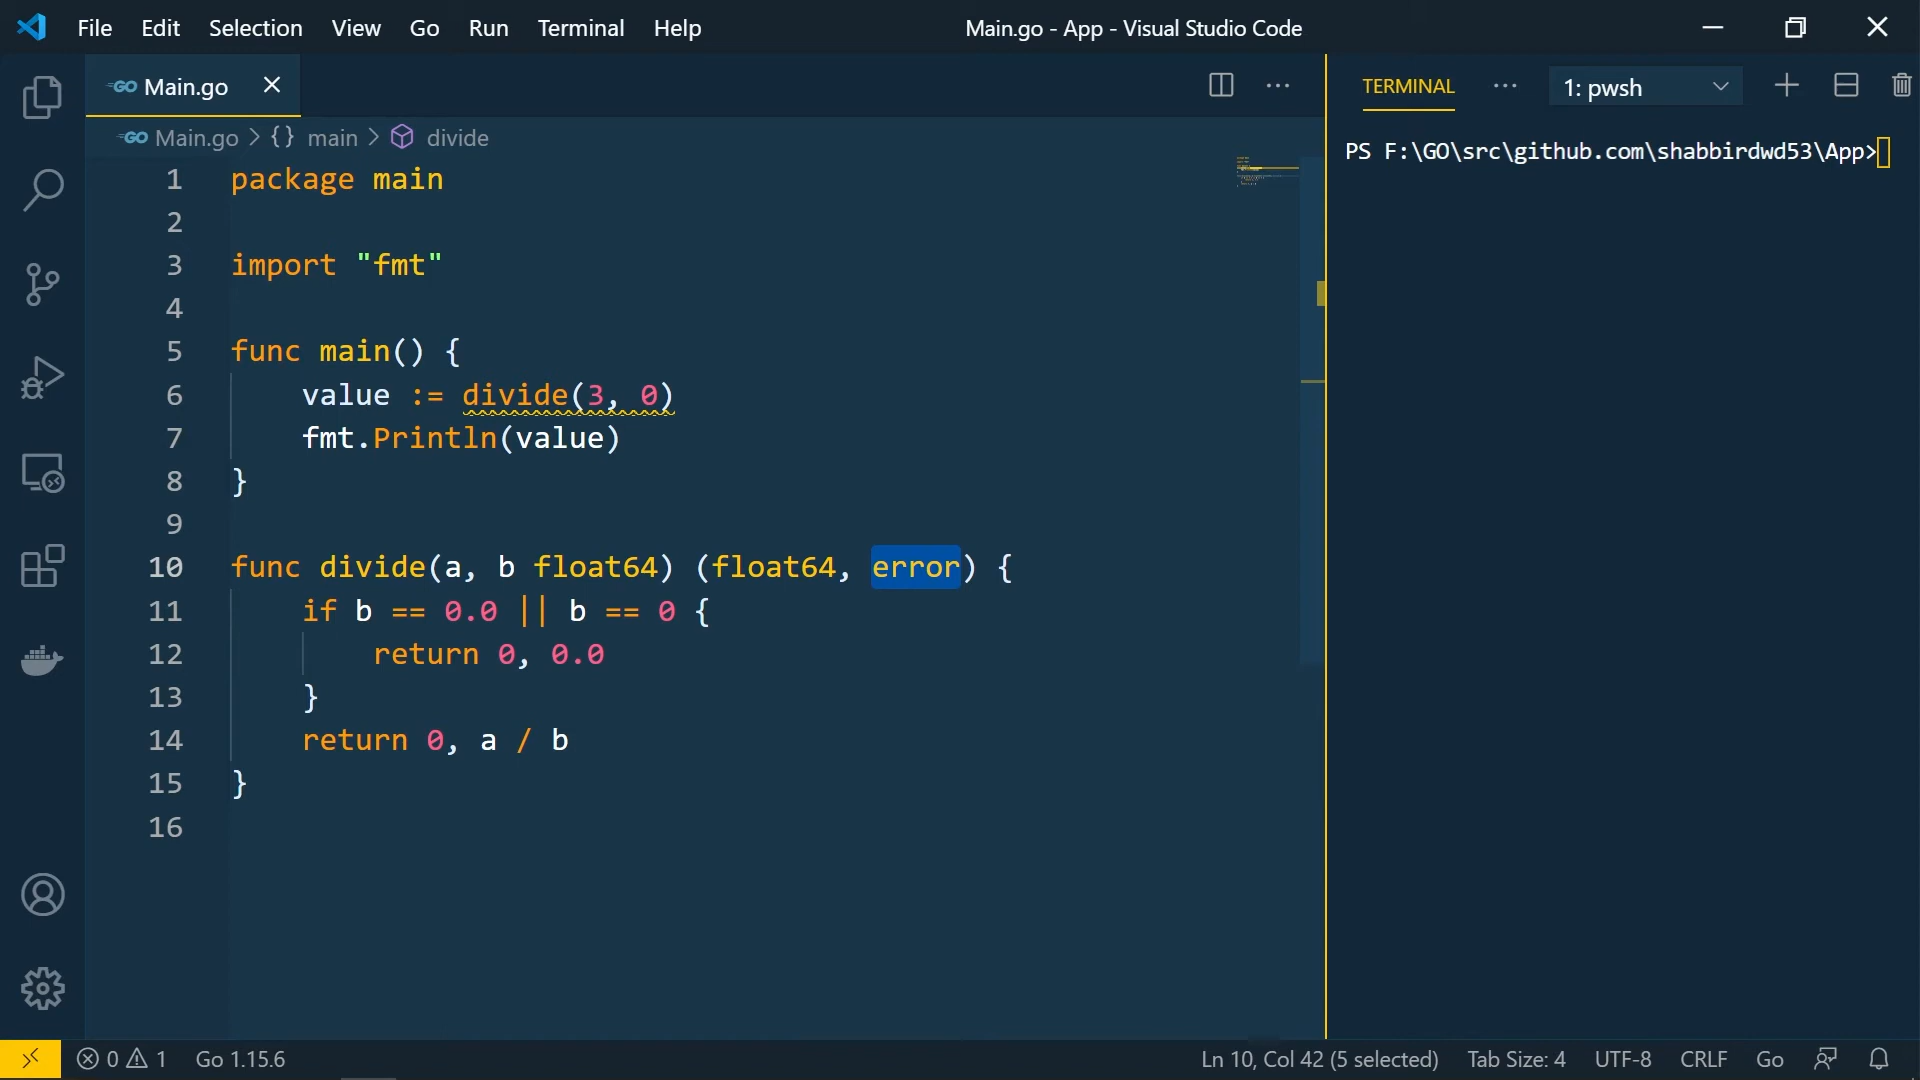 File Edit Selection View Go Run Terminal Help Main.go - App - Visual Studio Code
GO Main.go
TERMINAL ... 1: pwsh
GO Main.go > {} main > divide
PS F:\GO\src\github.com\shabbirdwd53\App>
1 package main
2
3 import "fmt"
4
5 func main() {
6 value := divide(3, 0)
7 fmt.Println(value)
8 }
9
10 func divide(a, b float64) (float64, error) {
11 if b == 0.0 || b == 0 {
12 return 0, 0.0
13 }
14 return 0, a / b
15 }
16
0 1 Go 1.15.6 Ln 10, Col 42 (5 selected) Tab Size: 4 UTF-8 CRLF Go